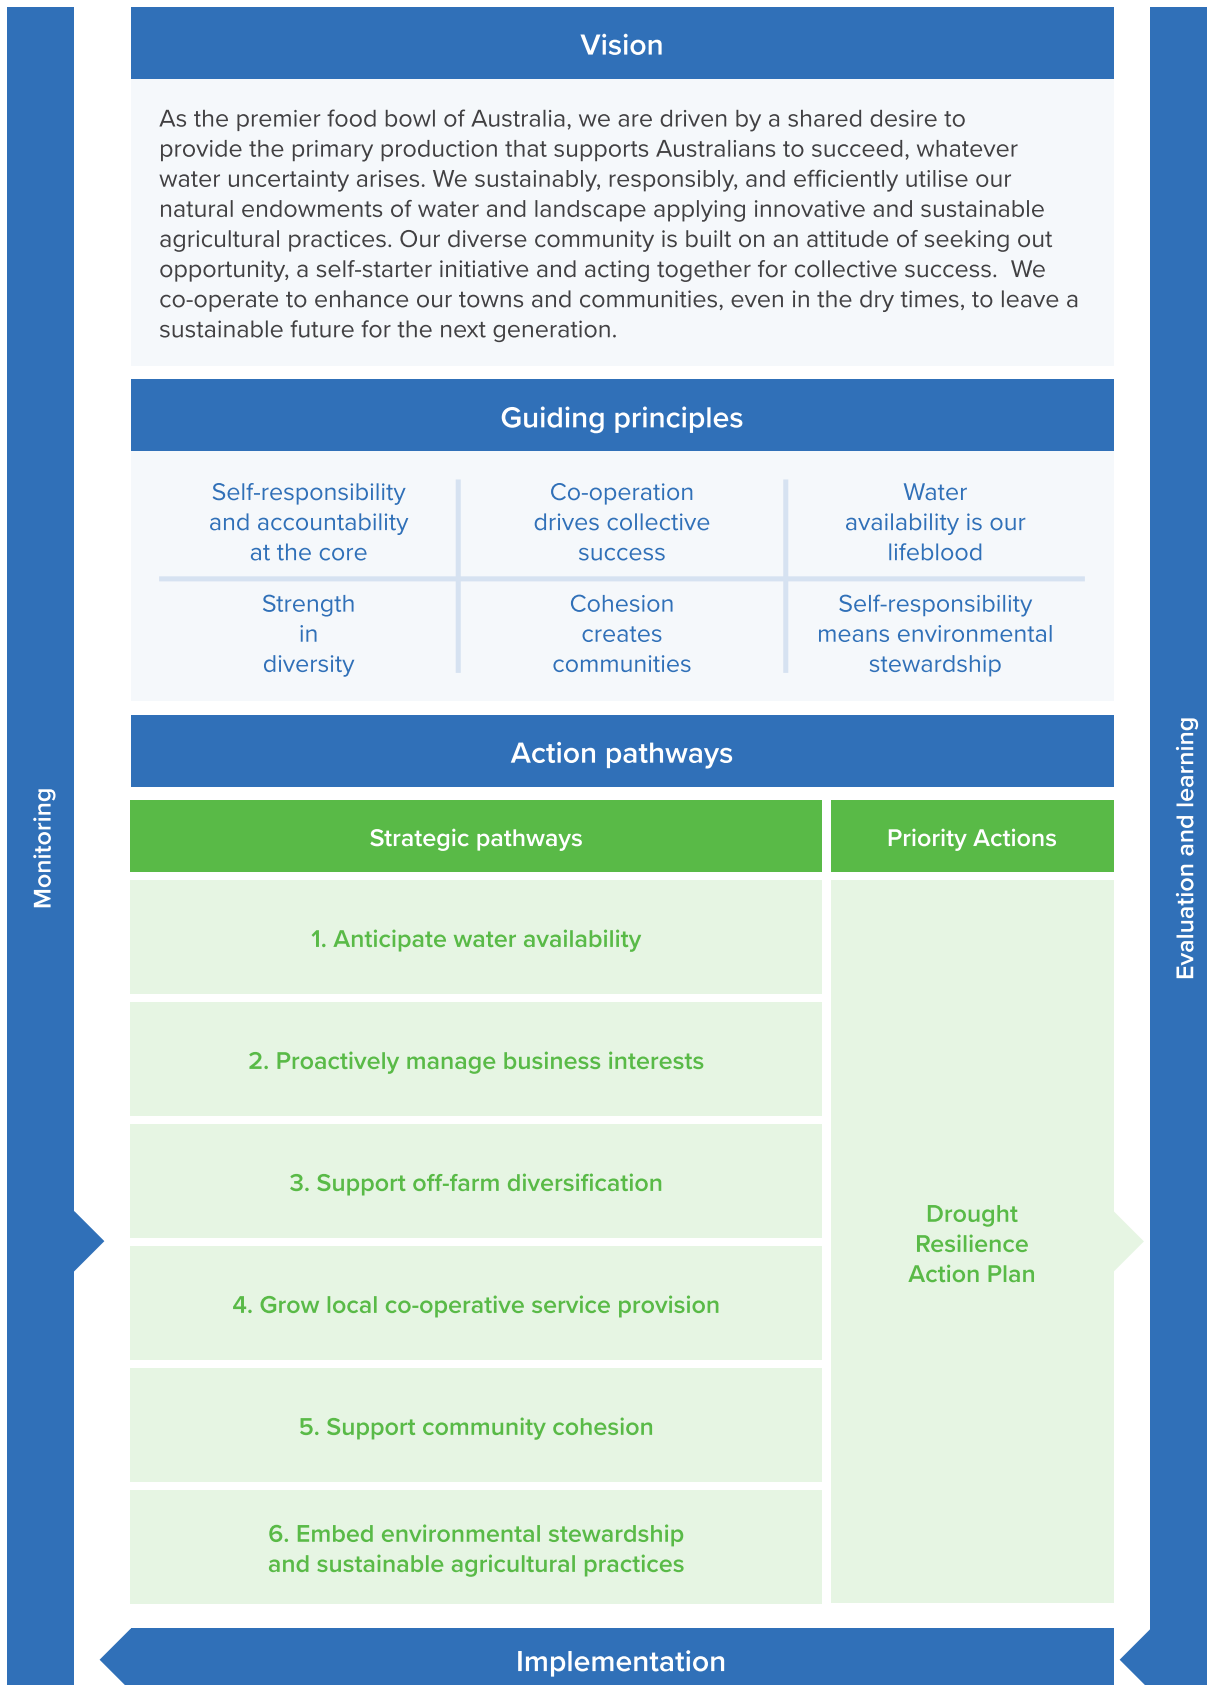 Vision
As the premier food bowl of Australia, we are driven by a shared desire to
provide the primary production that supports Australians to succeed, whatever
water uncertainty arises. We sustainably, responsibly, and efficiently utilise our
natural endowments of water and landscape applying innovative and sustainable
agricultural practices. Our diverse community is built on an attitude of seeking out
opportunity, a self-starter initiative and acting together for collective success.  We
co-operate to enhance our towns and communities, even in the dry times, to leave a
sustainable future for the next generation.
Guiding principles
Self-responsibility
and accountability
at the core
Co-operation
drives collective
success
Water
availability is our
lifeblood
Strength
in
diversity
Cohesion
creates
communities
Self-responsibility
means environmental
stewardship
Action pathways
Strategic pathways
Priority Actions
1. Anticipate water availability
2. Proactively manage business interests
3. Support off-farm diversification
4. Grow local co-operative service provision
5. Support community cohesion
6. Embed environmental stewardship
and sustainable agricultural practices
Drought
Resilience
Action Plan
Implementation
Monitoring
Evaluation and learning